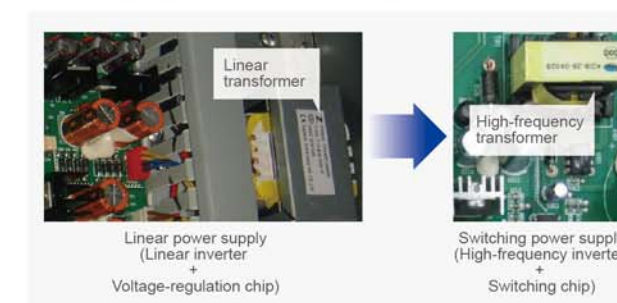 Linear
transformer
High-frequency
transformer
Linear power supply
(Linear inverter
+
Voltage-regulation chip)
Switching power suppl
(High-frequency inverte
+
Switching chip)